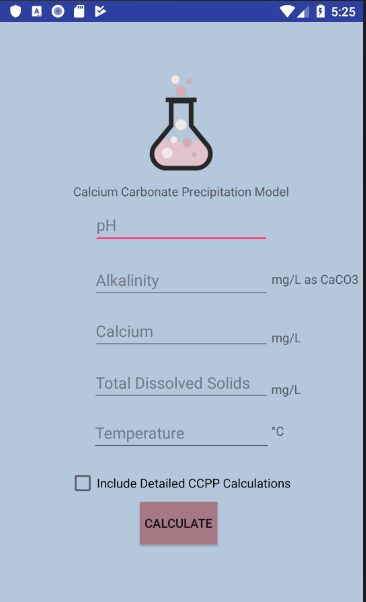 5:25
Calcium Carbonate Precipitation Model
pH
Alkalinity mg/L as CaCO3
Calcium mg/L
Total Dissolved Solids mg/L
Temperature °C
Include Detailed CCPP Calculations
CALCULATE